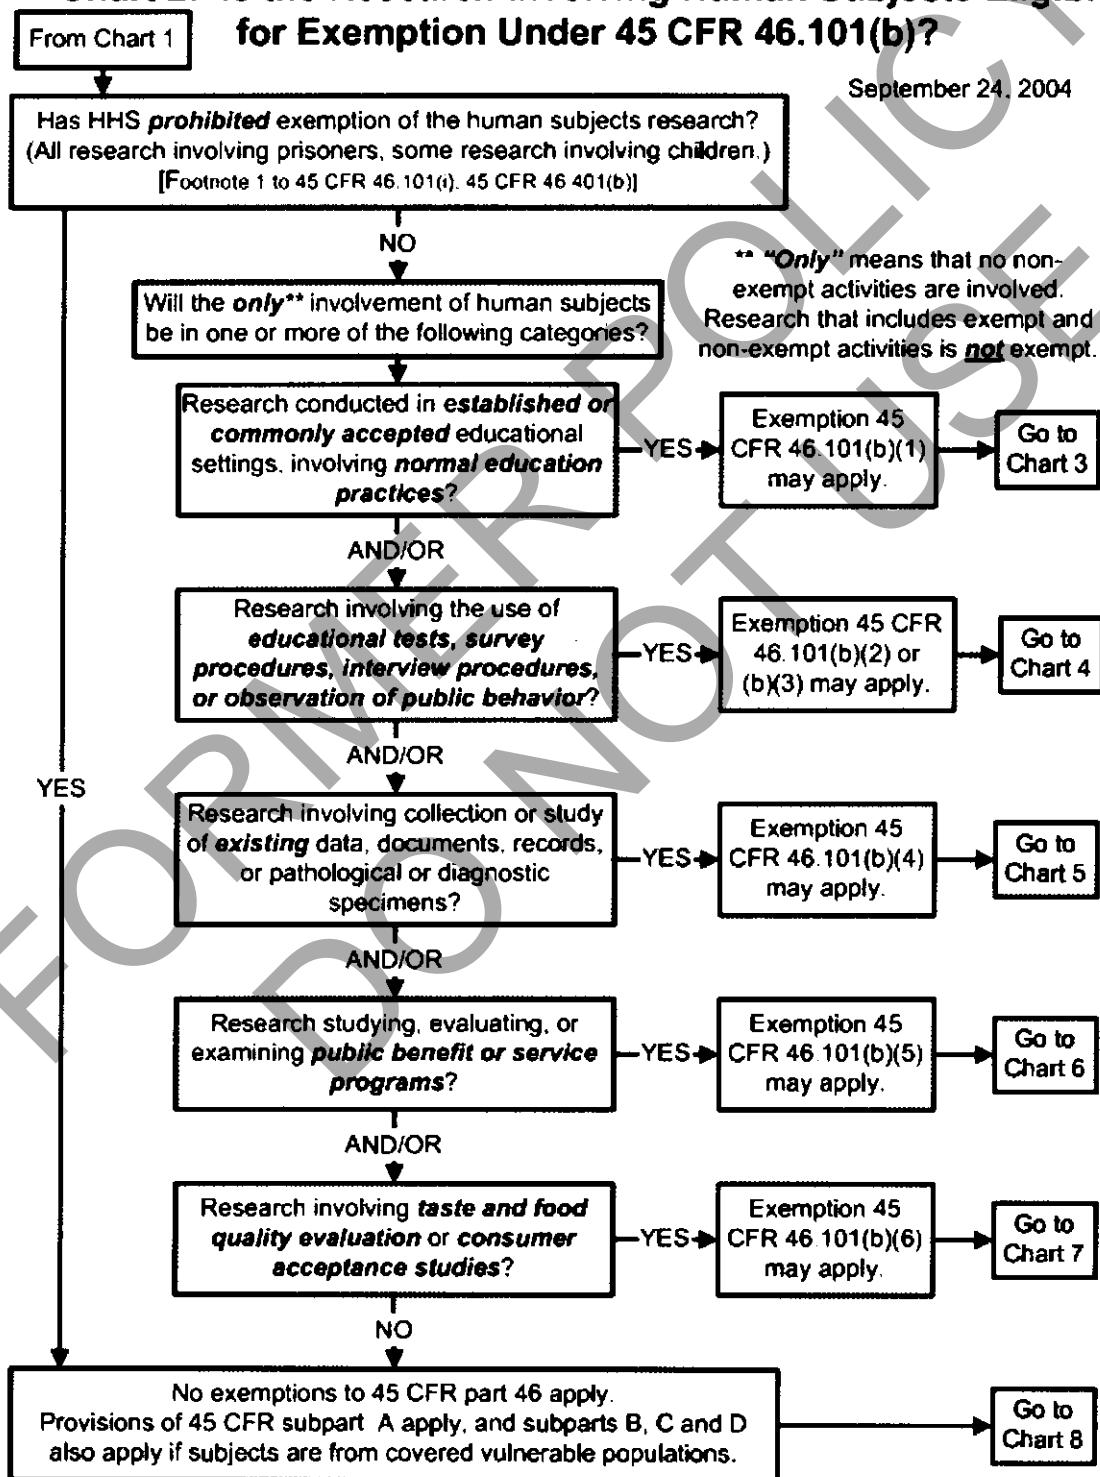 From Chart 1
for Exemption Under 45 CFR 46.101(b)?
September 24, 2004
Has HHS prohibited exemption of the human subjects research?
(All research involving prisoners, some research involving children.)
[Footnote 1 to 45 CFR 46.101(i), 45 CFR 46 401(b)]
NO
** "Only" means that no non-
exempt activities are involved.
Research that includes exempt and
non-exempt activities is not exempt.
Will the only** involvement of human subjects
be in one or more of the following categories?
Research conducted in established or
commonly accepted educational
settings, involving normal education
practices?
YES
Exemption 45
CFR 46.101(b)(1)
may apply.
Go to
Chart 3
AND/OR
Research involving the use of
educational tests, survey
procedures, interview procedures,
or observation of public behavior?
YES
Exemption 45 CFR
46.101(b)(2) or
(b)(3) may apply.
Go to
Chart 4
AND/OR
YES
Research involving collection or study
of existing data, documents, records,
or pathological or diagnostic
specimens?
YES
Exemption 45
CFR 46.101(b)(4)
may apply.
Go to
Chart 5
AND/OR
Research studying, evaluating, or
examining public benefit or service
programs?
YES
Exemption 45
CFR 46.101(b)(5)
may apply.
Go to
Chart 6
AND/OR
Research involving taste and food
quality evaluation or consumer
acceptance studies?
YES
Exemption 45
CFR 46.101(b)(6)
may apply.
Go to
Chart 7
NO
No exemptions to 45 CFR part 46 apply.
Provisions of 45 CFR subpart A apply, and subparts B, C and D
also apply if subjects are from covered vulnerable populations.
Go to
Chart 8
FORMER POLIC
DO NOT USE